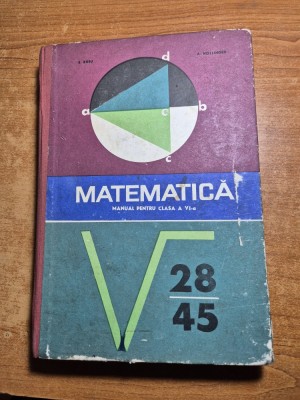 d
a
o
b
c
MATEMATICĂ
MANUAL PENTRU CLASA A VI-a
28
45